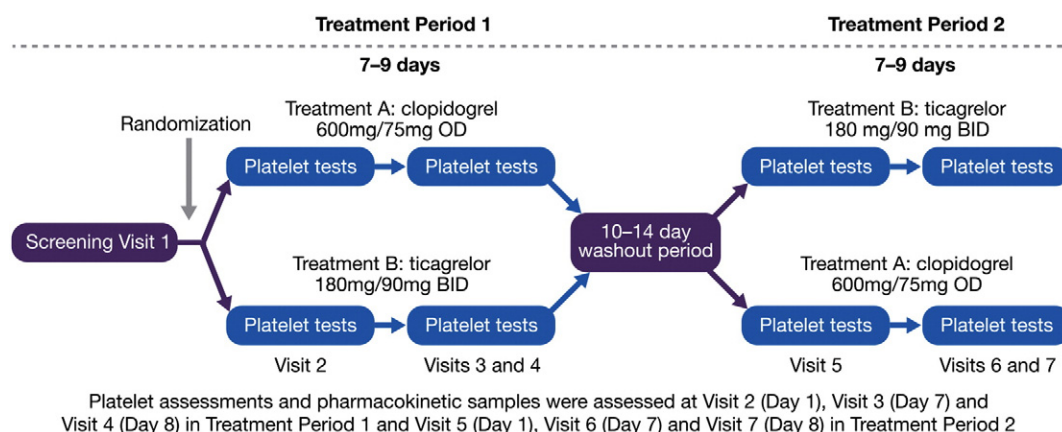 Treatment Period 1
Treatment Period 2
7–9 days
7–9 days
Randomization
Treatment A: clopidogrel
600mg/75mg OD
Treatment B: ticagrelor
180 mg/90 mg BID
Platelet tests
Platelet tests
Platelet tests
Platelet tests
Screening Visit 1
10–14 day
washout period
Treatment B: ticagrelor
180mg/90mg BID
Treatment A: clopidogrel
600mg/75mg OD
Platelet tests
Platelet tests
Platelet tests
Platelet tests
Visit 2
Visits 3 and 4
Visit 5
Visits 6 and 7
Platelet assessments and pharmacokinetic samples were assessed at Visit 2 (Day 1), Visit 3 (Day 7) and
Visit 4 (Day 8) in Treatment Period 1 and Visit 5 (Day 1), Visit 6 (Day 7) and Visit 7 (Day 8) in Treatment Period 2